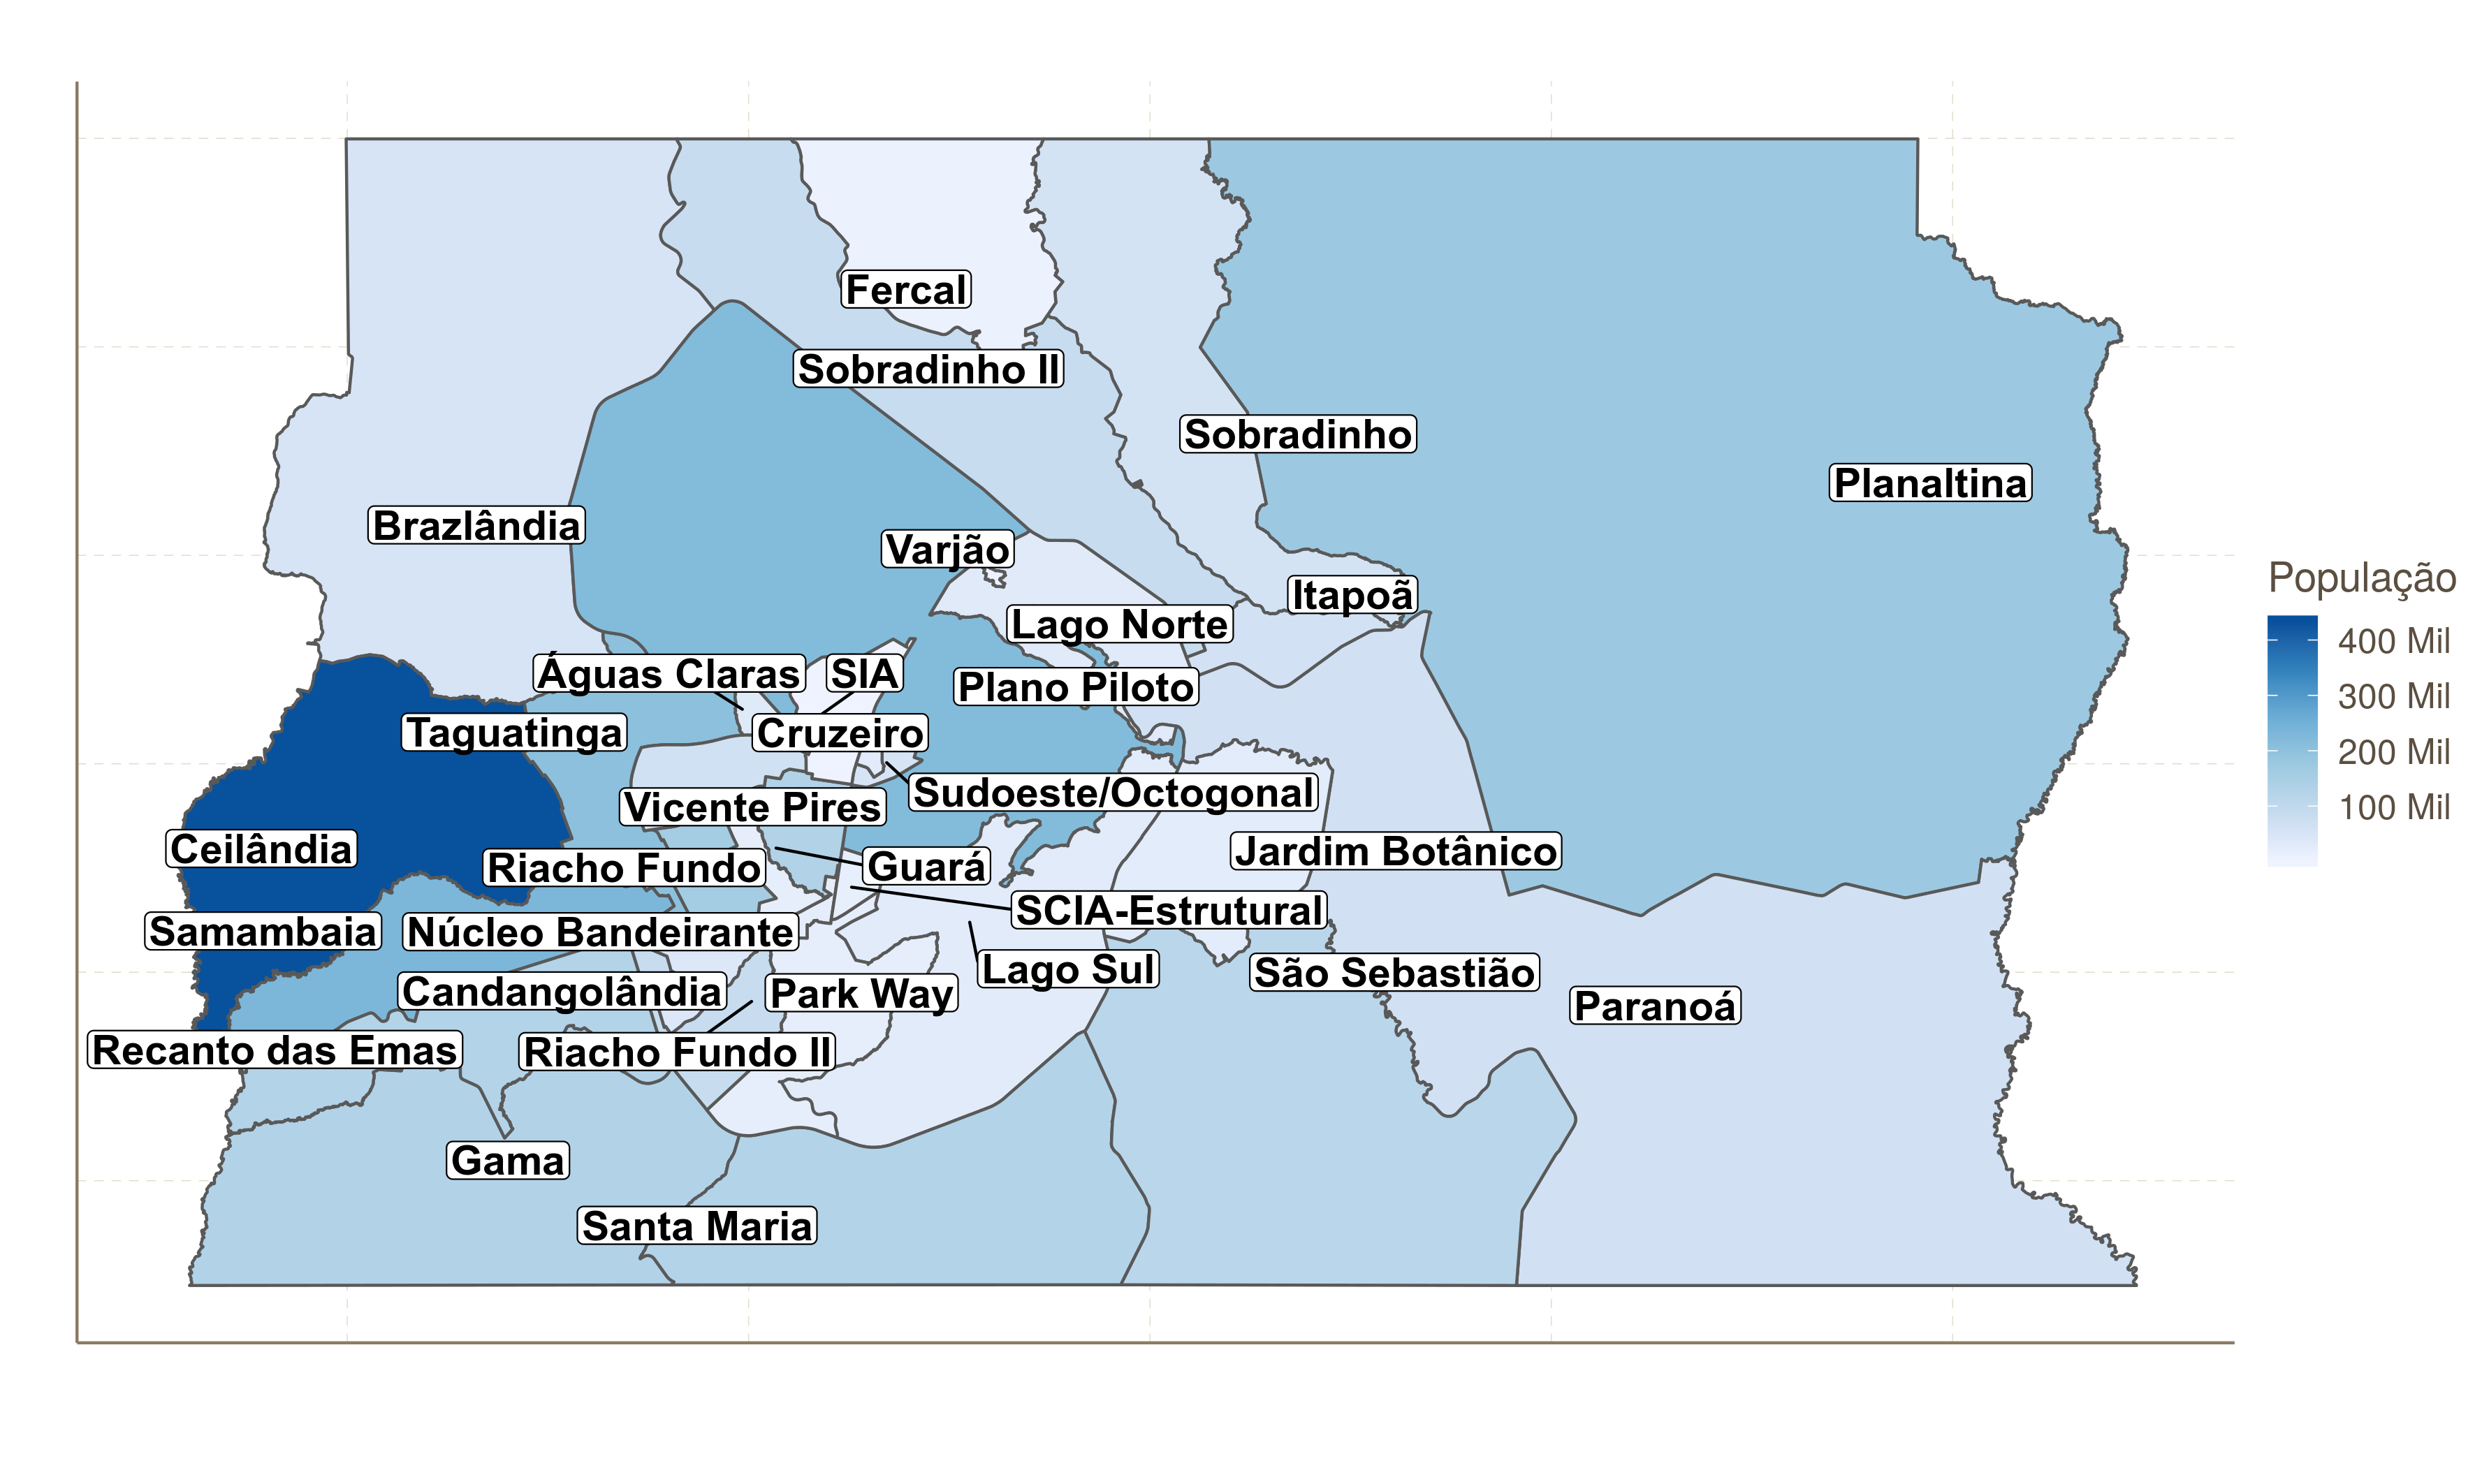 Fercal
Sobradinho II
Sobradinho
Planaltina
Brazlândia
Varjão
Itapoã
Lago Norte
Águas Claras
SIA
Plano Piloto
Taguatinga
Cruzeiro
Sudoeste/Octogonal
Vicente Pires
Ceilândia
Riacho Fundo
Guará
Jardim Botânico
SCIA-Estrutural
Samambaia
Núcleo Bandeirante
Lago Sul
São Sebastião
Candangolândia
Park Way
Paranoá
Recanto das Emas
Riacho Fundo II
Gama
Santa Maria
População
400 Mil
300 Mil
200 Mil
100 Mil